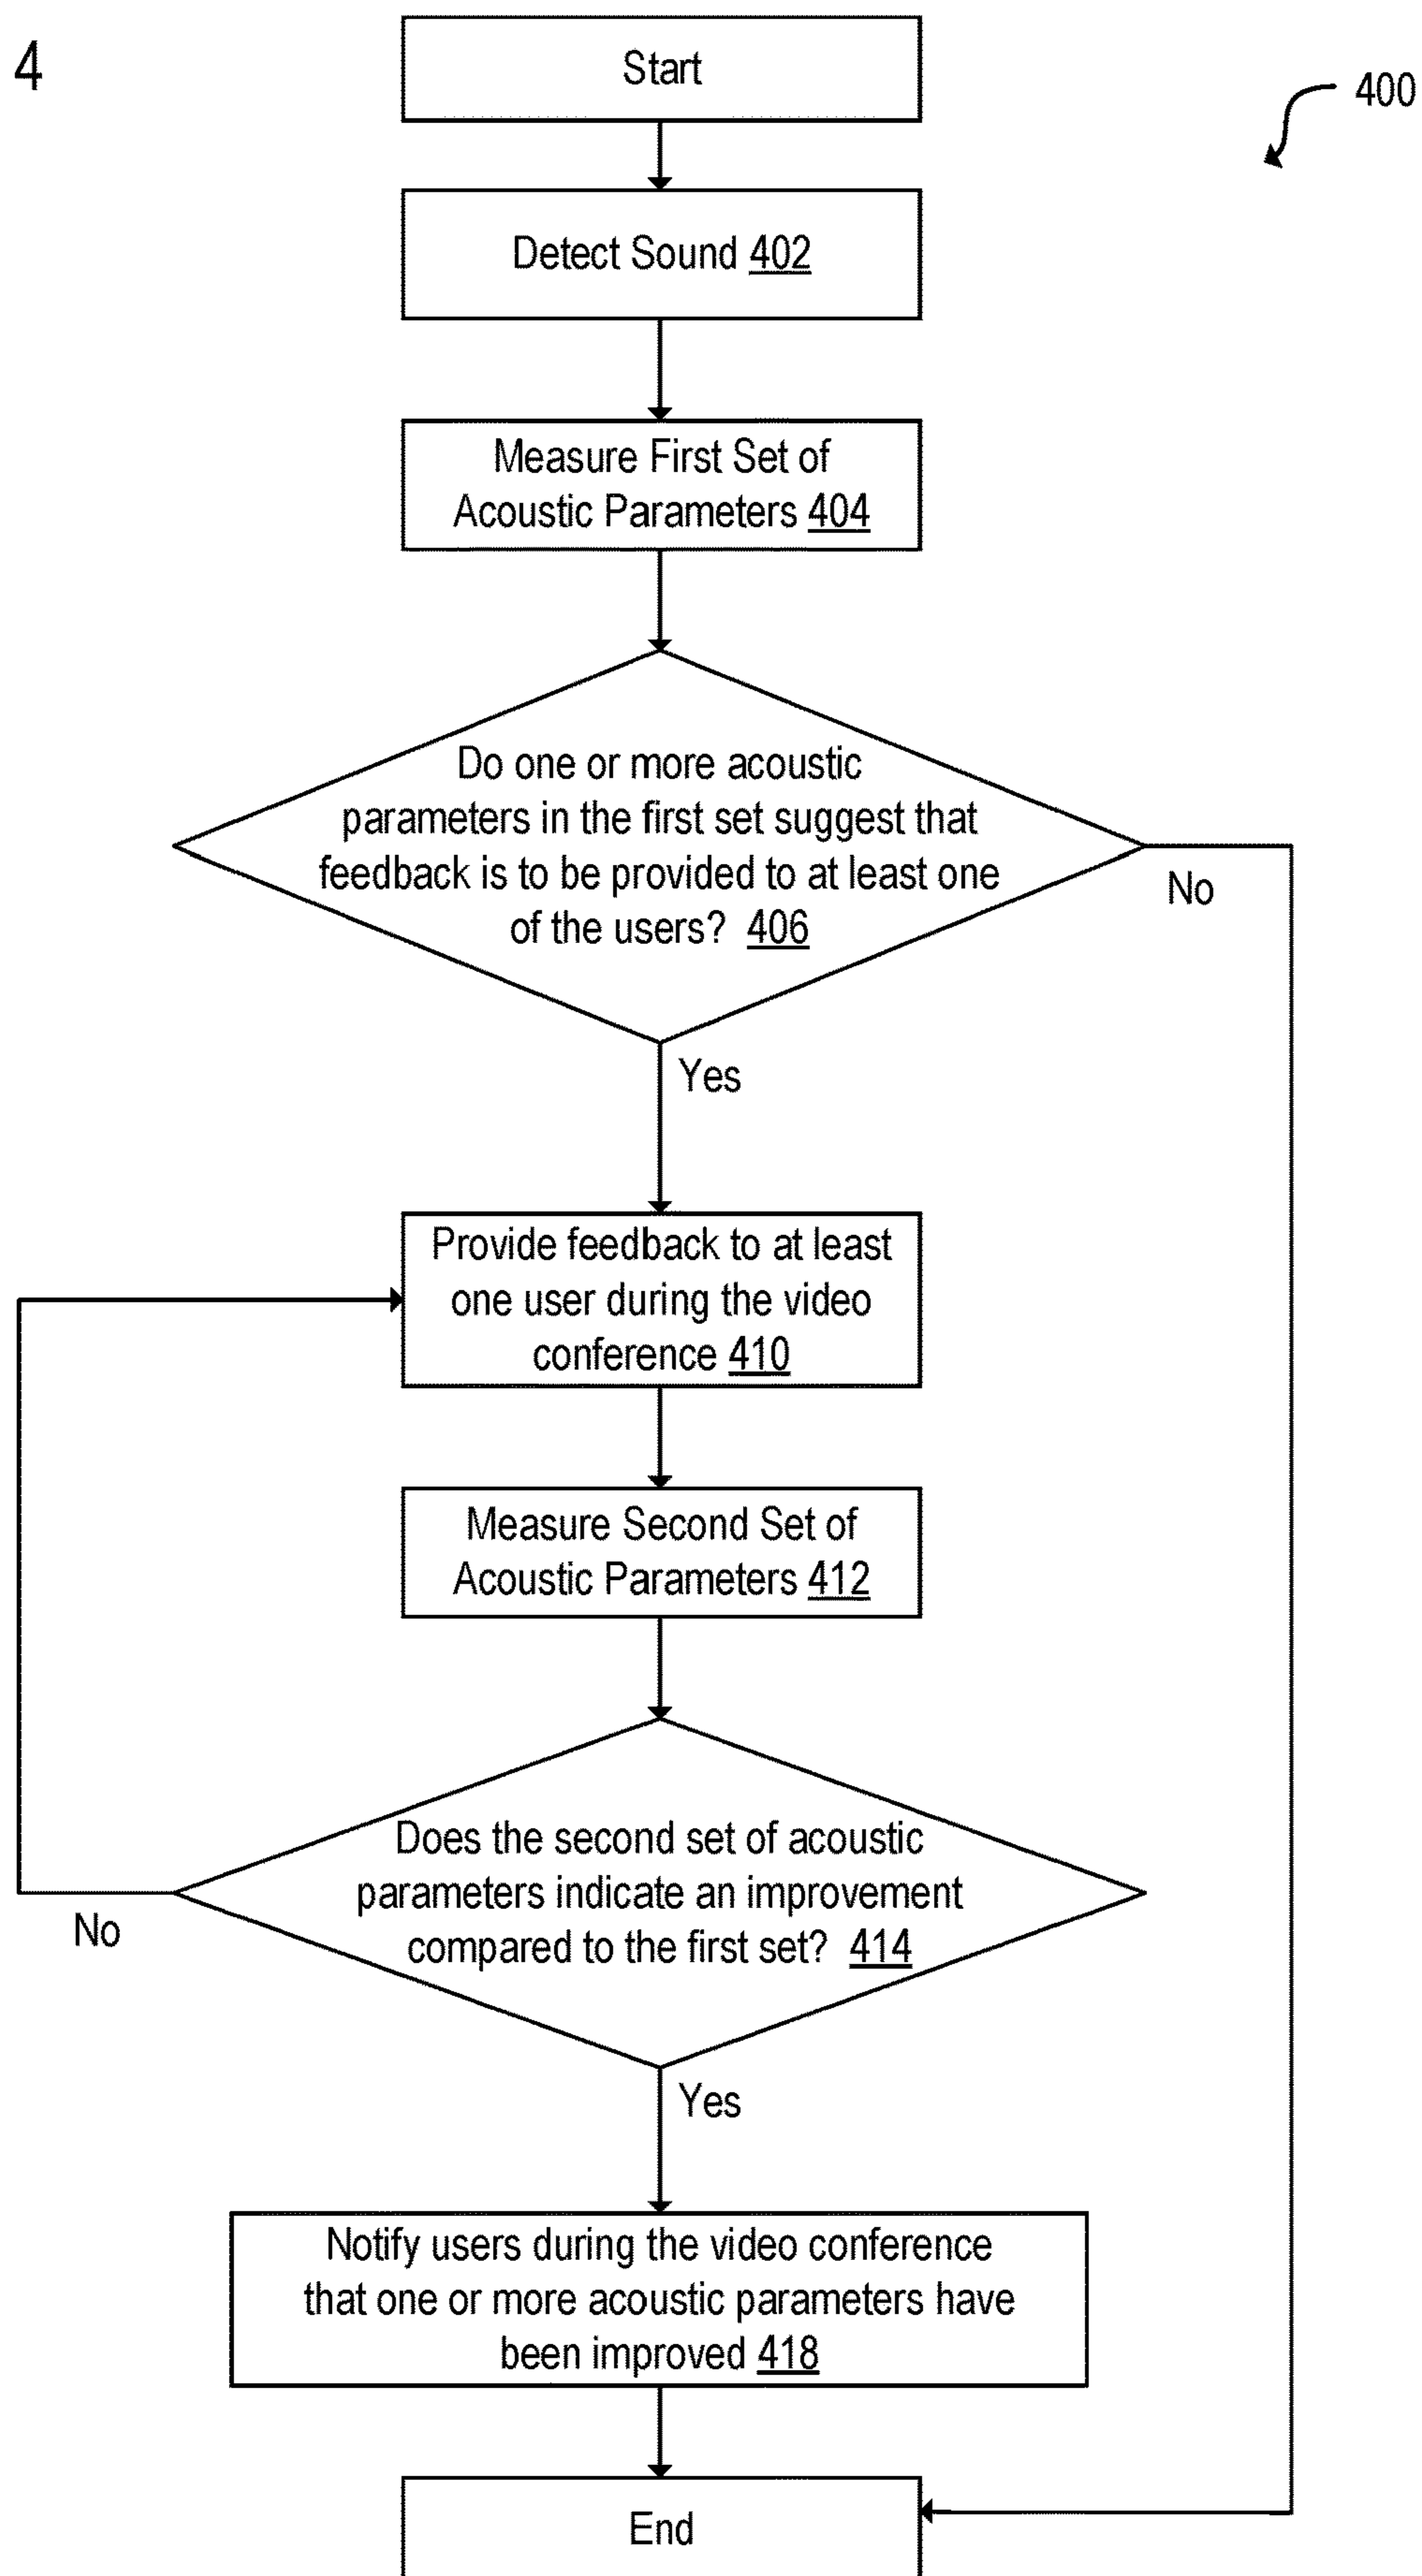 4
Start
400
Detect Sound 402
Measure First Set of
Acoustic Parameters 404
Do one or more acoustic
parameters in the first set suggest that
feedback is to be provided to at least one
of the users? 406
No
Yes
Provide feedback to at least
one user during the video
conference 410
Measure Second Set of
Acoustic Parameters 412
Does the second set of acoustic
parameters indicate an improvement
compared to the first set? 414
No
Yes
Notify users during the video conference
that one or more acoustic parameters have
been improved 418
End